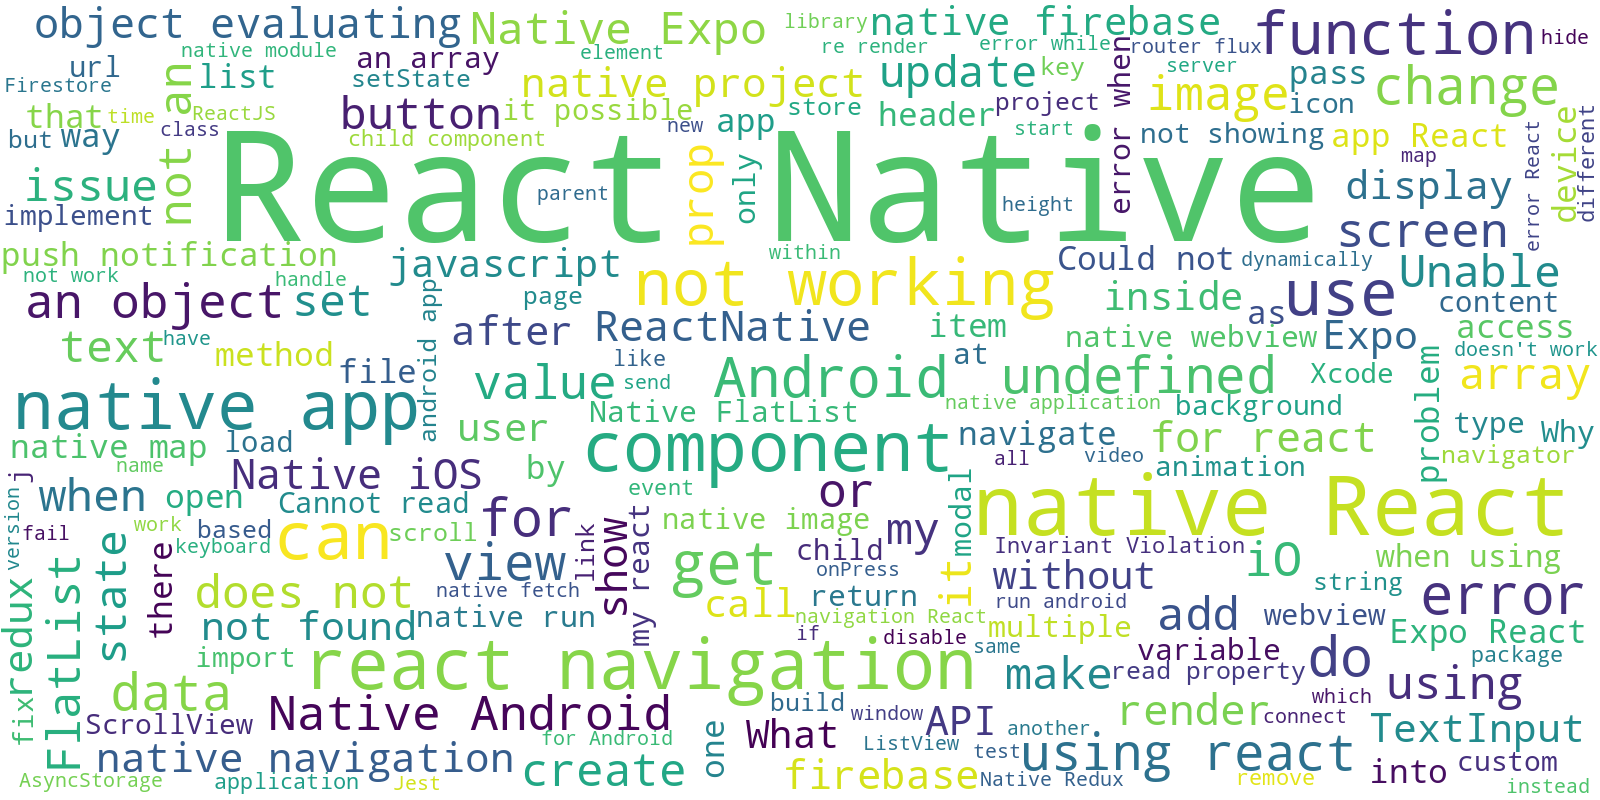 object evaluating
Native Expo
library
native firebase
function
hide
native module
an array
element
re render
error while
router flux
url
Firestore
list
setState
native project
update
key
server
pass
change
not an
that
time
ReactJS
button
it possible
store
header
project
error when
image
icon
but
way
class
child component
new
app
start
not showing
app React
device
different
issue
React Native
prop
only
parent
height
map
error React
display
implement
screen
push notification
not work
handle
javascript
not working
within
Could not
dynamically
Unable
an object
set
android app
page
inside
as
use
content
text
have
after
ReactNative
item
native webview
Expo
access
method
file
like
at
doesn't work
native app
value
send
Android
undefined
Xcode
problem
array
Native FlatList
native application
background
native map
load
user
component
navigate
for react
type
Why
name
Native iOS
by
event
all
video
animation
navigator
j
version
when
open
Cannot read
or
modal
native React
fail
work
based
keyboard
can
scroll
for
link
show
my react
native image
my
child
Invariant Violation
iO
when using
FlatList
state
there
view
get
onPress
it
without
string
error
redux
does not
native fetch
call
return
run android
add
webview
not found
native run
navigation React
multiple
Expo React
if
disable
same
variable
fix
import
react navigation
make
read property
do
package
data
using
which
ScrollView
Native Android
build
window
API
another
render
connect
TextInput
for Android
one
What
ListView
test
using react
native navigation
into
custom
AsyncStorage
application
Jest
create
firebase
Native Redux
remove
instead